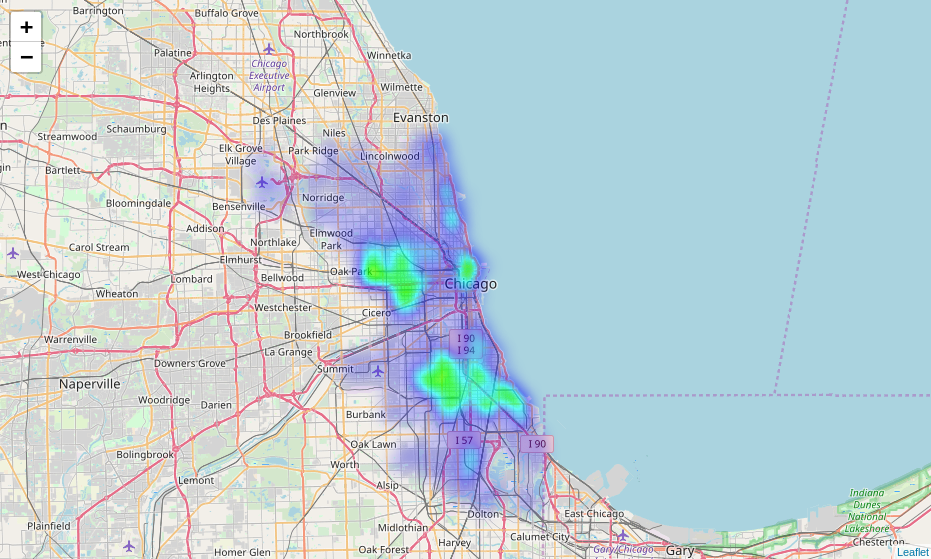 Barrington
Buffalo Grove
Northbrook
+
−
Palatine
Winnetka
Chicago
Executive
Airport
Arlington
Heights
Glenview
Wilmette
Evanston
Des Plaines
Niles
Streamwood
Schaumburg
Elk Grove
Village
Park Ridge
Lincolnwood
Bartlett
Bloomingdale
Bensenville
Norridge
Addison
Elmwood
Park
Northlake
Carol Stream
Elmhurst
Oak Park
West Chicago
Lombard
Bellwood
Chicago
Wheaton
Westchester
Cicero
Warrenville
Brookfield
I 90
I 94
La Grange
Downers Grove
Summit
Naperville
Woodridge
Darien
Burbank
I 57
I 90
Oak Lawn
Bolingbrook
Worth
Lemont
Alsip
Indiana
Dunes
National
Lakeshore
Plainfield
Dolton
East Chicago
Midlothian
Calumet City
Harvey
Chesterton
Homer Glen
Oak Forest
Gary/Chicago
Gary
Leaflet